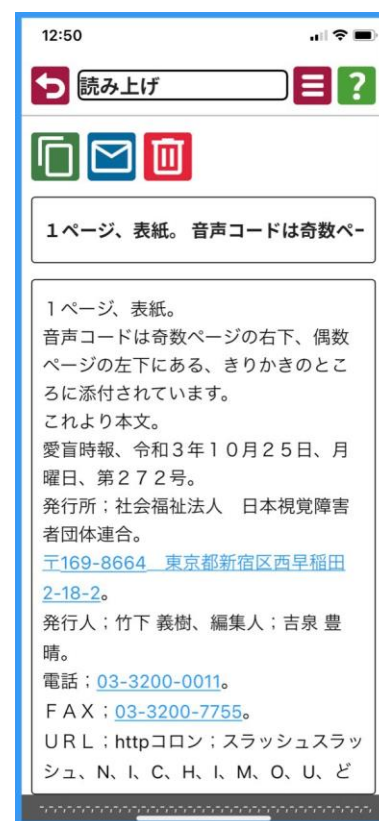 12:50
読み上げ
?
１ページ、表紙。 音声コードは奇数ペー
１ページ、表紙。
音声コードは奇数ページの右下、偶数
ページの左下にある、きりかきのとこ
ろに添付されています。
これより本文。
愛盲時報、令和３年１０月２５日、月
曜日、第２７２号。
発行所；社会福祉法人　日本視覚障害
者団体連合。
〒169-8664　東京都新宿区西早稲田
2-18-2。
発行人；竹下 義樹、編集人；吉泉 豊
晴。
電話；03-3200-0011。
ＦＡＸ；03-3200-7755。
ＵＲＬ；httpコロン；スラッシュスラッ
シュ、N、I、C、H、I、M、O、U、ど